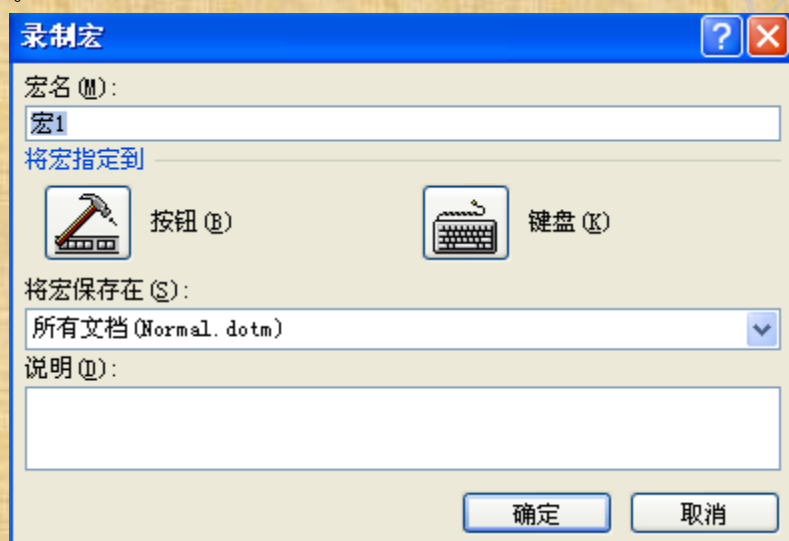 。
录制宏
宏名(M):
宏1
将宏指定到
按钮(B)
键盘(K)
将宏保存在(S):
所有文档(Normal.dotm)
说明(D):
确定
取消